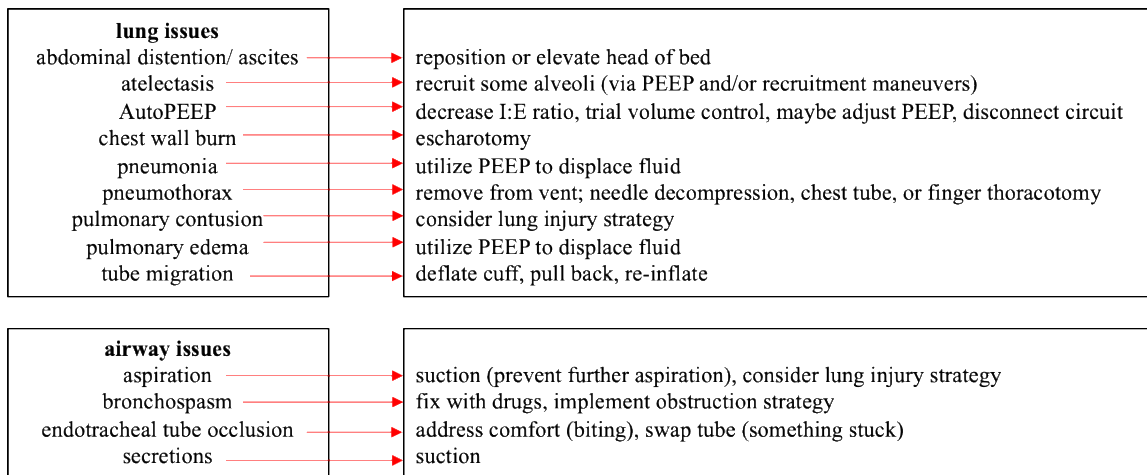 lung issues
abdominal distention/ ascites reposition or elevate head of bed
atelectasis recruit some alveoli (via PEEP and/or recruitment maneuvers)
AutoPEEP decrease I:E ratio, trial volume control, maybe adjust PEEP, disconnect circuit
chest wall burn escharotomy
pneumonia utilize PEEP to displace fluid
pneumothorax remove from vent; needle decompression, chest tube, or finger thoracotomy
pulmonary contusion consider lung injury strategy
pulmonary edema utilize PEEP to displace fluid
tube migration deflate cuff, pull back, re-inflate
airway issues
aspiration suction (prevent further aspiration), consider lung injury strategy
bronchospasm fix with drugs, implement obstruction strategy
endotracheal tube occlusion address comfort (biting), swap tube (something stuck)
secretions suction